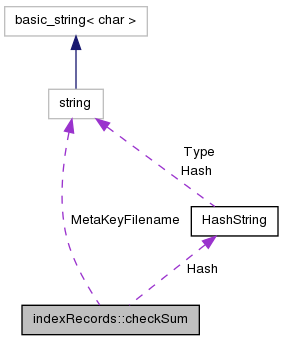 basic_string< char >
string
Type
Hash
MetaKeyFilename
HashString
Hash
indexRecords::checkSum